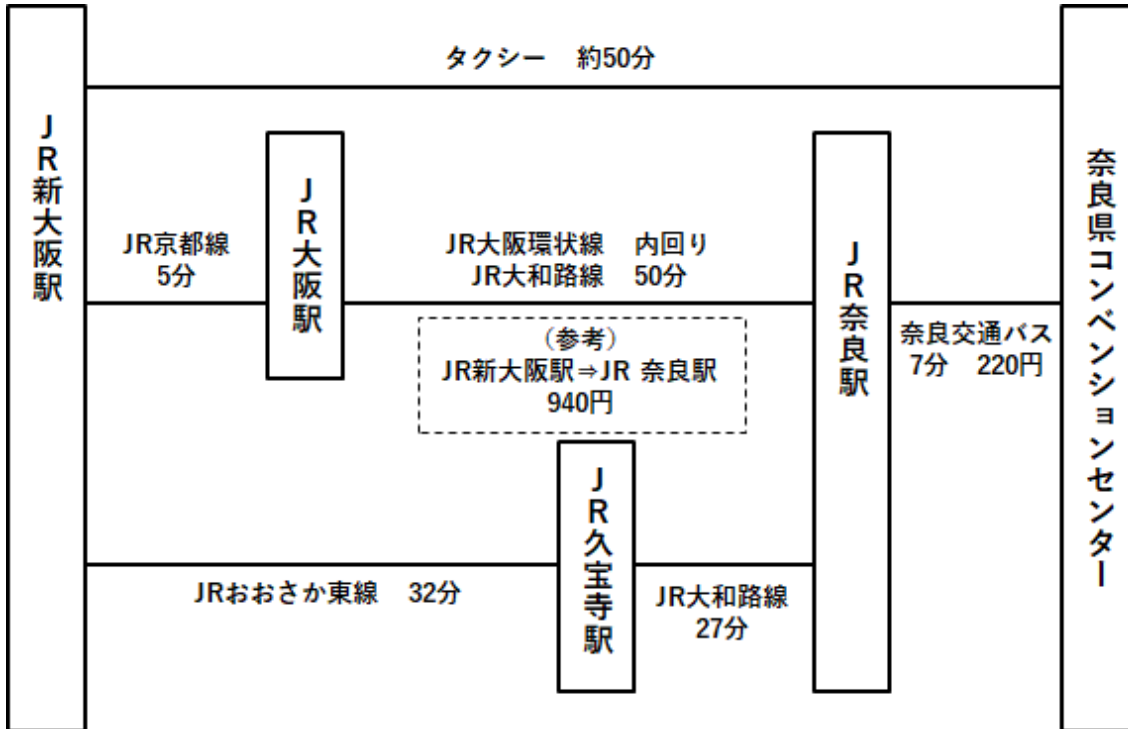 タクシー　約50分
JR新大阪駅
JR京都線
5分
JR大阪駅
JR大阪環状線　内回り
JR大和路線　50分
（参考）
JR新大阪駅⇒JR 奈良駅
940円
JR奈良駅
奈良交通バス
7分　220円
奈良県コンベンションセンター
JRおおさか東線　32分
JR久宝寺駅
JR大和路線
27分